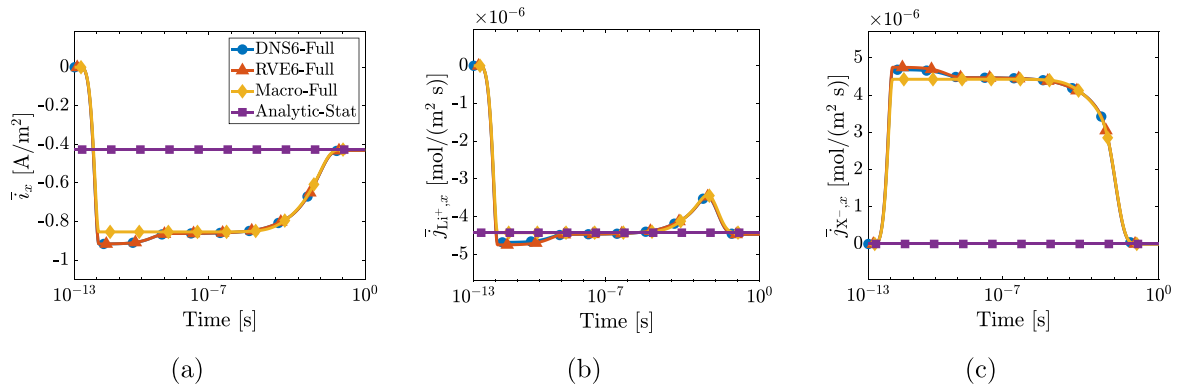 ×10⁻⁶
×10⁻⁶
DNS6-Full
RVE6-Full
Macro-Full
Analytic-Stat
0
-0.2
-0.4
-0.6
-0.8
-1
i̅ₓ [A/m²]
10⁻¹³
10⁻⁷
10⁰
Time [s]
(a)
0
-1
-2
-3
-4
-5
j̅_Li⁺,x [mol/(m² s)]
10⁻¹³
10⁻⁷
10⁰
Time [s]
(b)
5
4
3
2
1
0
j̅_X⁻,x [mol/(m² s)]
10⁻¹³
10⁻⁷
10⁰
Time [s]
(c)